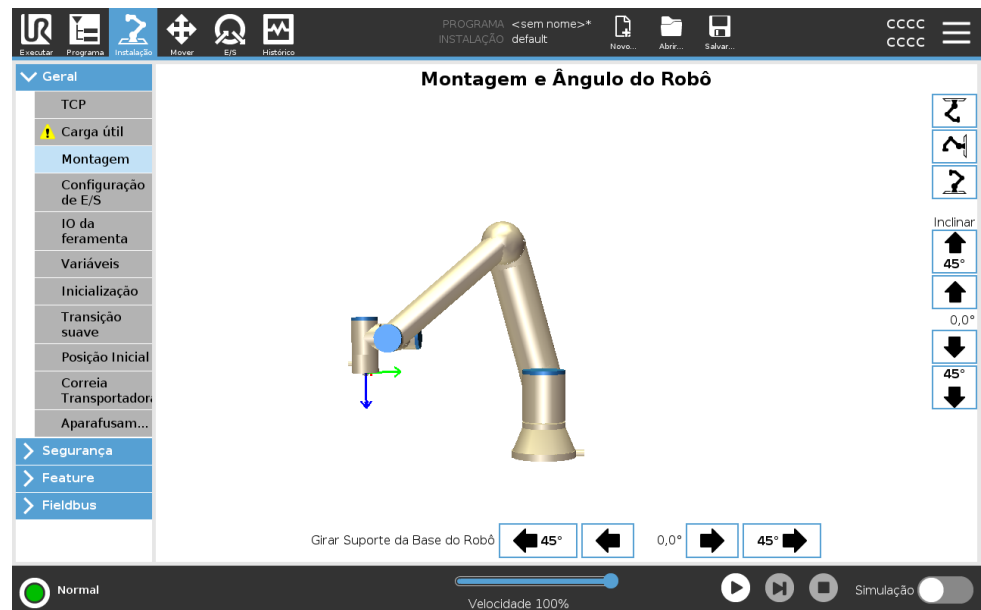 UR
PROGRAMA <sem nome>*
INSTALAÇÃO default
cccc
cccc
Executar Programa Instalação Mover E/S Histórico Novo... Abrir... Salvar...
Geral
Montagem e Ângulo do Robô
TCP
Carga útil
Montagem
Configuração
de E/S
IO da
feramenta
Variáveis
Inicialização
Transição
suave
Posição Inicial
Correia
Transportadora
Aparafusam...
Segurança
Feature
Fieldbus
Inclinar
45°
0,0°
45°
Girar Suporte da Base do Robô 45° 0,0° 45°
Normal
Velocidade 100%
Simulação